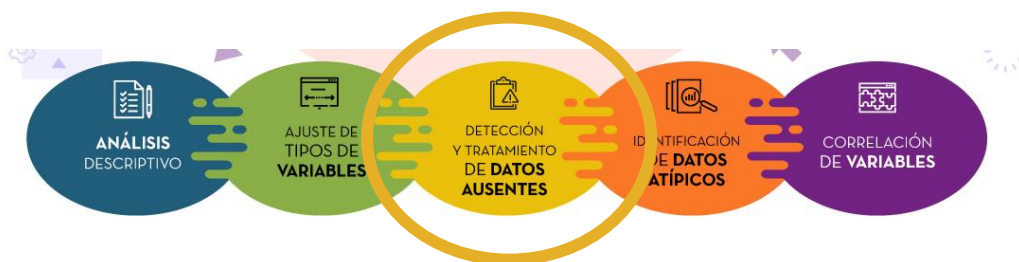 ANÁLISIS
DESCRIPTIVO
AJUSTE DE
TIPOS DE
VARIABLES
DETECCIÓN
Y TRATAMIENTO
DE DATOS
AUSENTES
IDENTIFICACIÓN
DE DATOS
ATÍPICOS
CORRELACIÓN
DE VARIABLES